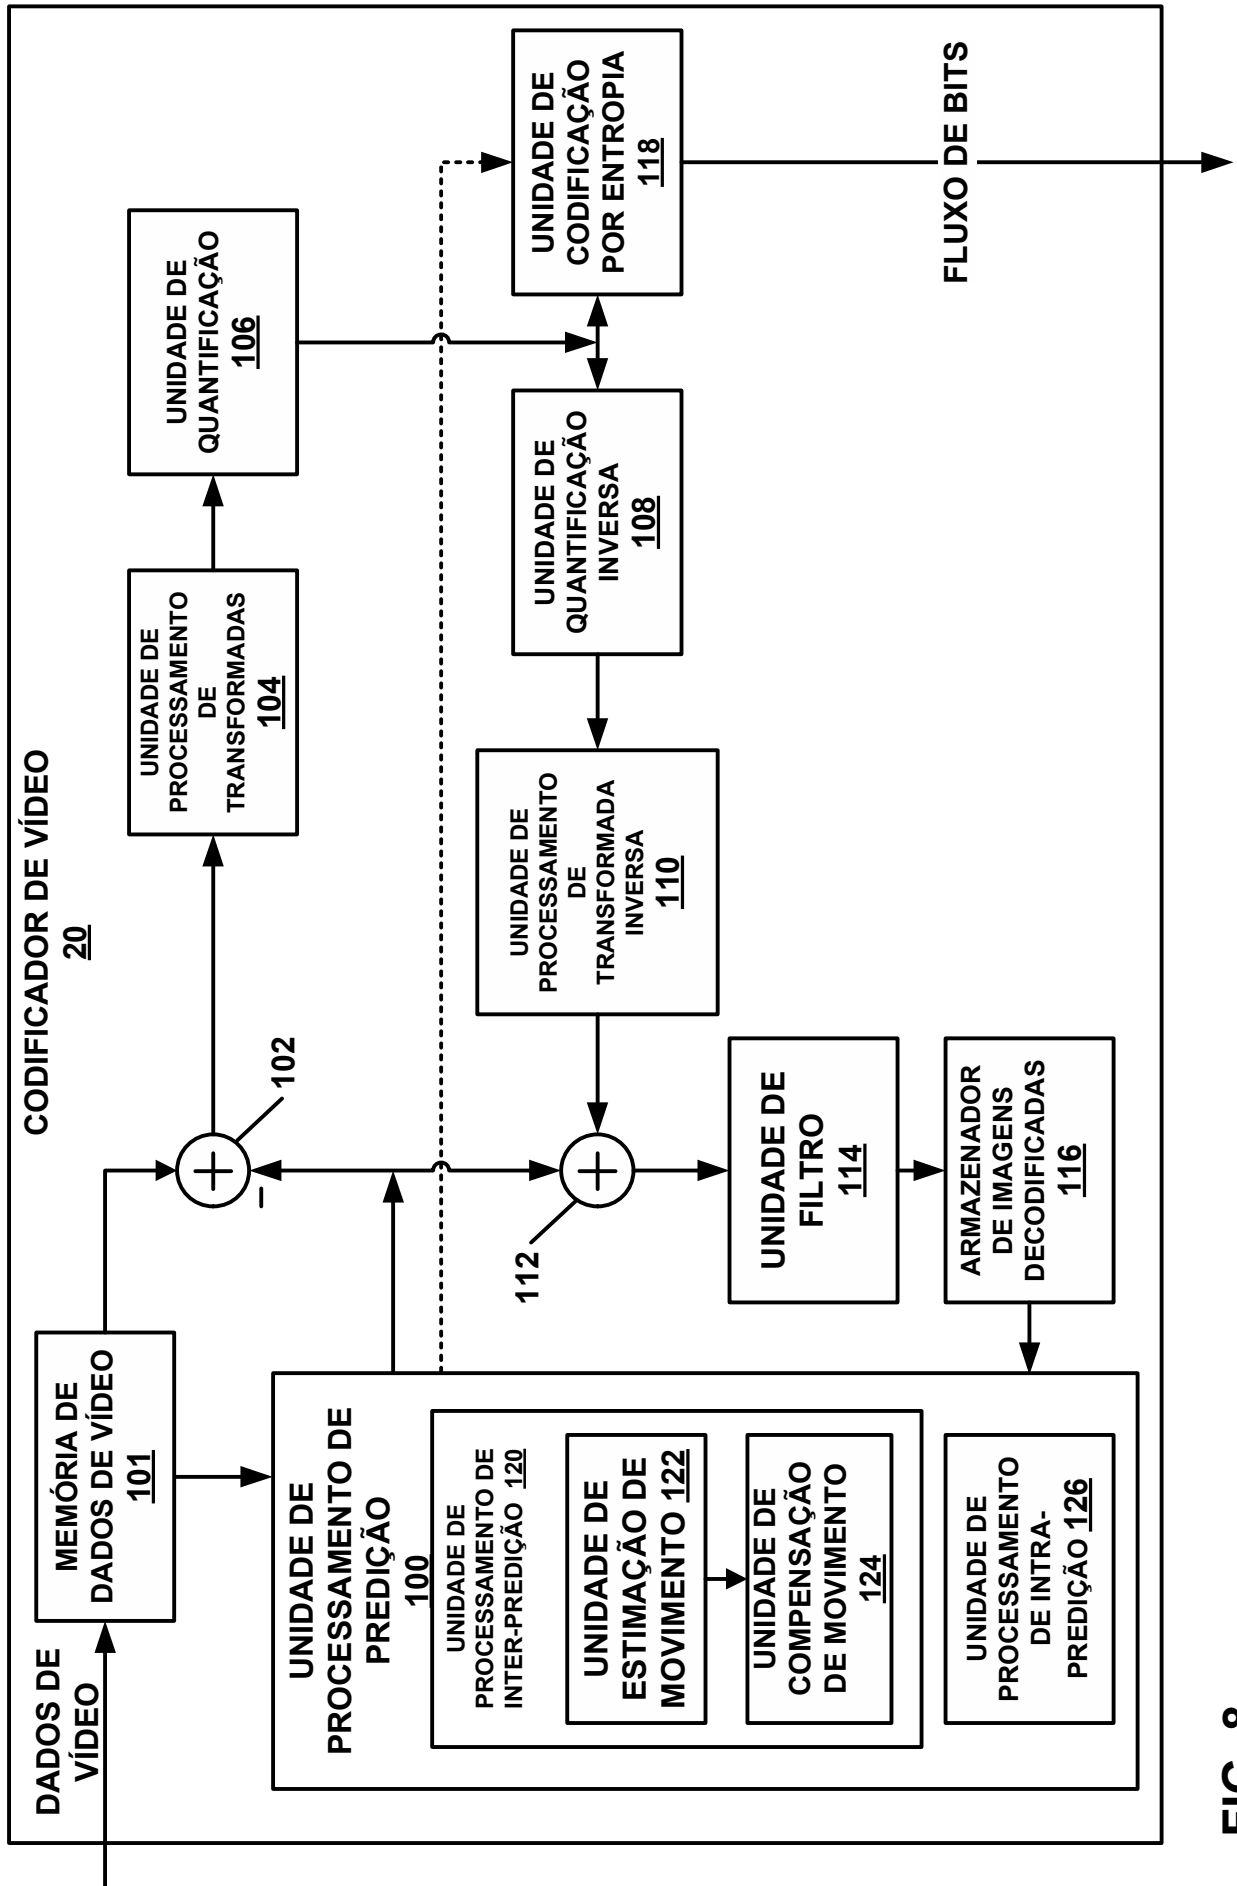 CODIFICADOR DE VÍDEO
20
DADOS DE
VÍDEO
MEMÓRIA DE
DADOS DE VÍDEO
101
102
–
UNIDADE DE
PROCESSAMENTO
DE
TRANSFORMADAS
104
UNIDADE DE
QUANTIFICAÇÃO
106
UNIDADE DE
PROCESSAMENTO DE
PREDIÇÃO
100
UNIDADE DE
PROCESSAMENTO DE
INTER-PREDIÇÃO 120
UNIDADE DE
ESTIMAÇÃO DE
MOVIMENTO 122
UNIDADE DE
COMPENSAÇÃO
DE MOVIMENTO
124
UNIDADE DE
PROCESSAMENTO
DE INTRA-
PREDIÇÃO 126
112
UNIDADE DE
PROCESSAMENTO
DE
TRANSFORMADA
INVERSA
110
UNIDADE DE
QUANTIFICAÇÃO
INVERSA
108
UNIDADE DE
CODIFICAÇÃO
POR ENTROPIA
118
UNIDADE DE
FILTRO
114
ARMAZENADOR
DE IMAGENS
DECODIFICADAS
116
FLUXO DE BITS
FIG. 8